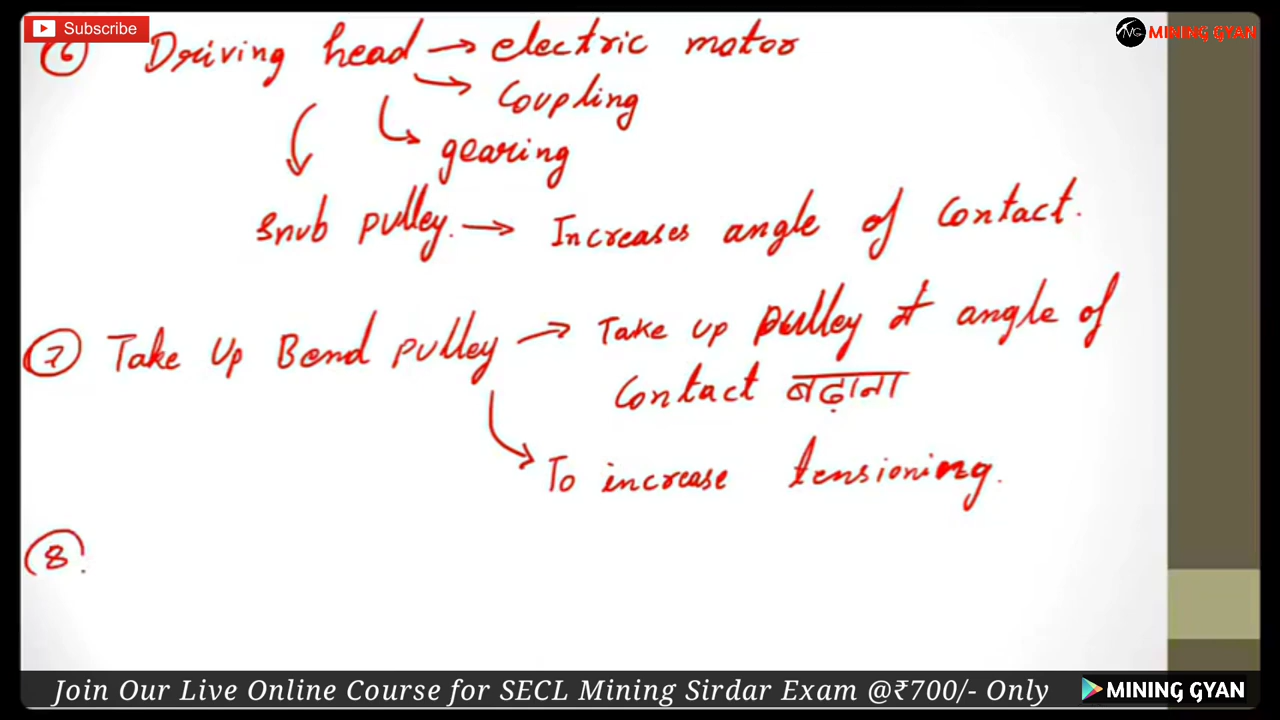 Subscribe
MINING GYAN
6 Driving head → electric motor
→ Coupling
→ gearing
Snub pulley. → Increases angle of Contact.
7 Take Up Bend pulley → Take up pulley में angle of
Contact बढ़ाना
→ To increase tensioning.
8.
Join Our Live Online Course for SECL Mining Sirdar Exam @₹700/- Only
MINING GYAN